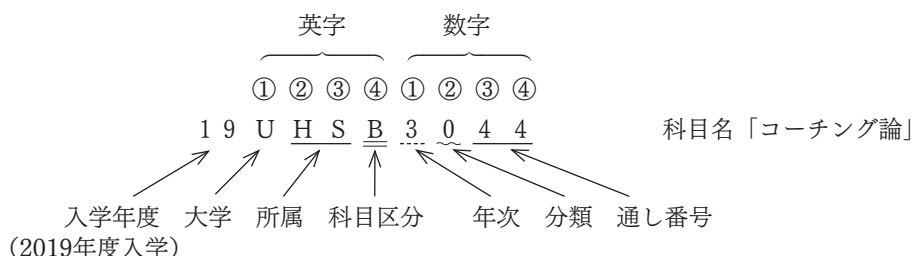 英字 数字
① ② ③ ④ ① ② ③ ④
1 9 U H S B 3 0 4 4 科目名「コーチング論」
入学年度 大学 所属 科目区分 年次 分類 通し番号
（2019年度入学）